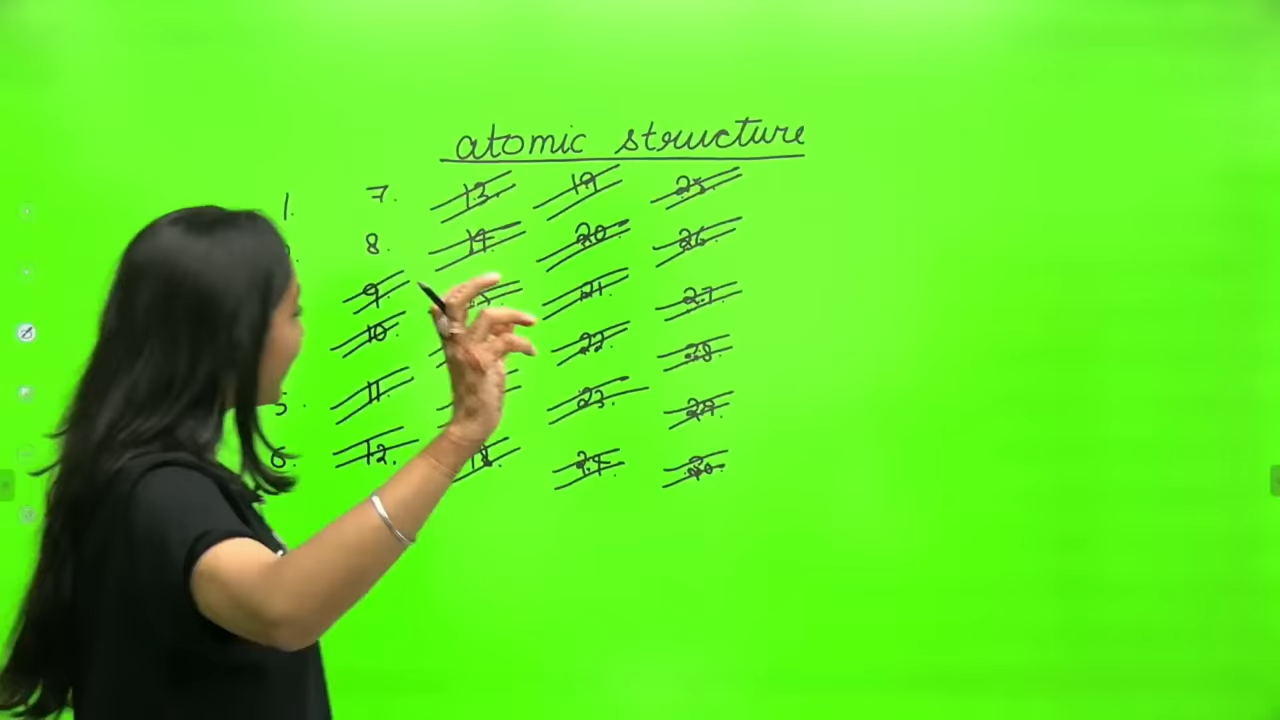 atomic structure
1. 7. 13. 19. 25.
8. 14. 20. 26.
9. 21. 27.
10. 22. 28.
5. 11. 23. 29.
6. 12. 18. 24. 30.